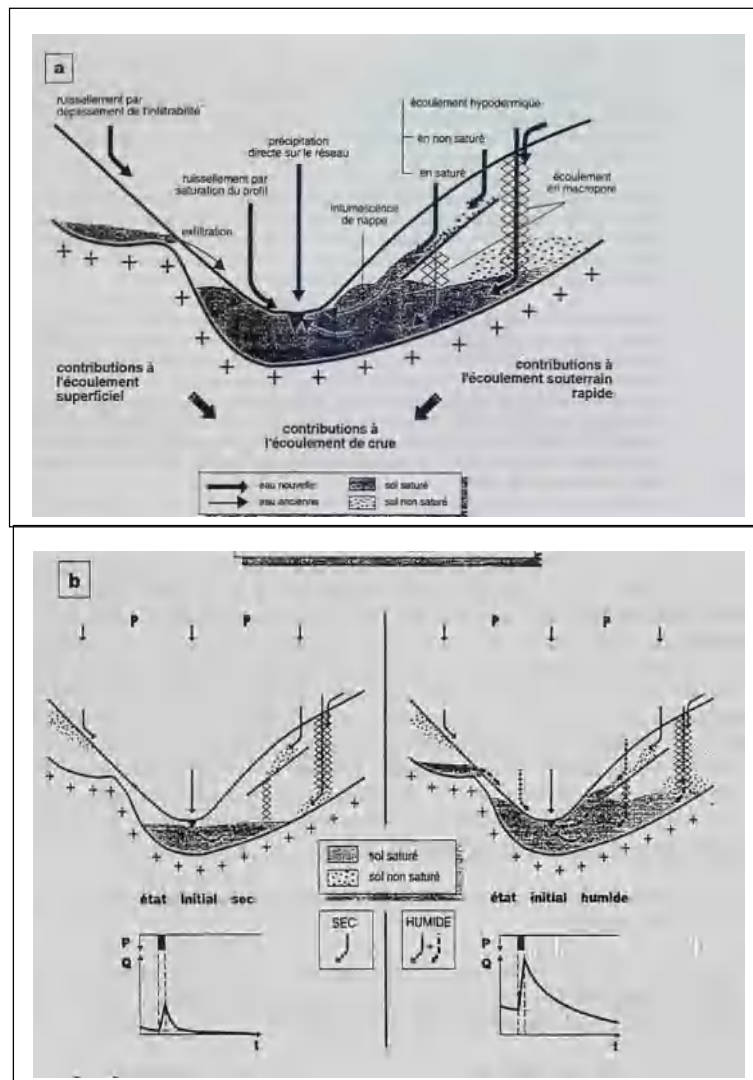 a
ruissellement par
dépassement de l'infiltrabilité
précipitation
directe sur le réseau
écoulement hypodermique
en non saturé
en saturé
écoulement
en macropore
ruissellement par
saturation du profil
intumescence
de nappe
exfiltration
contributions à
l'écoulement
superficiel
contributions à
l'écoulement souterrain
rapide
contributions à
l'écoulement de crue
eau nouvelle
sol saturé
eau ancienne
sol non saturé
b
P P
P P
sol saturé
sol non saturé
état initial sec
état initial humide
SEC
HUMIDE
P
Q
t
P
Q
t